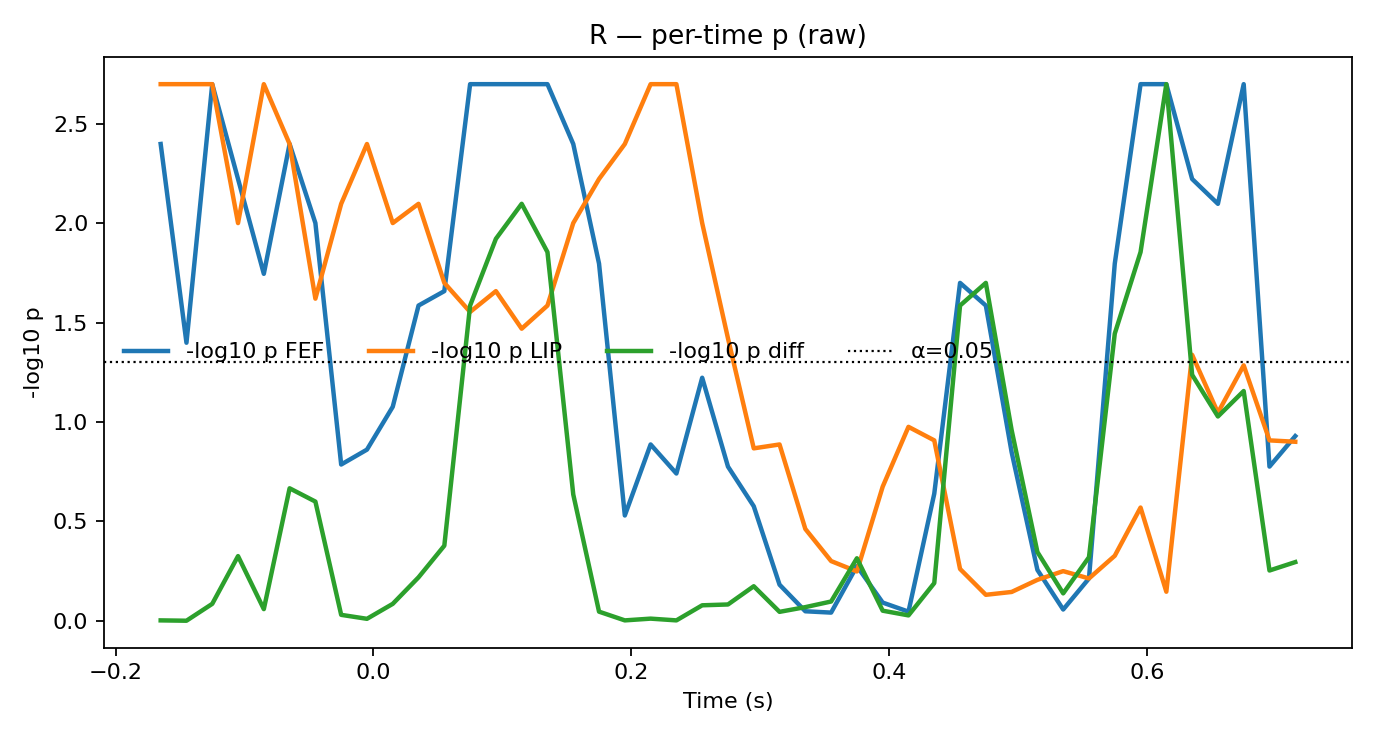 R — per-time p (raw)
-log10 p
2.5
2.0
1.5
1.0
0.5
0.0
-log10 p FEF -log10 p LIP -log10 p diff α=0.05
−0.2 0.0 0.2 0.4 0.6
Time (s)